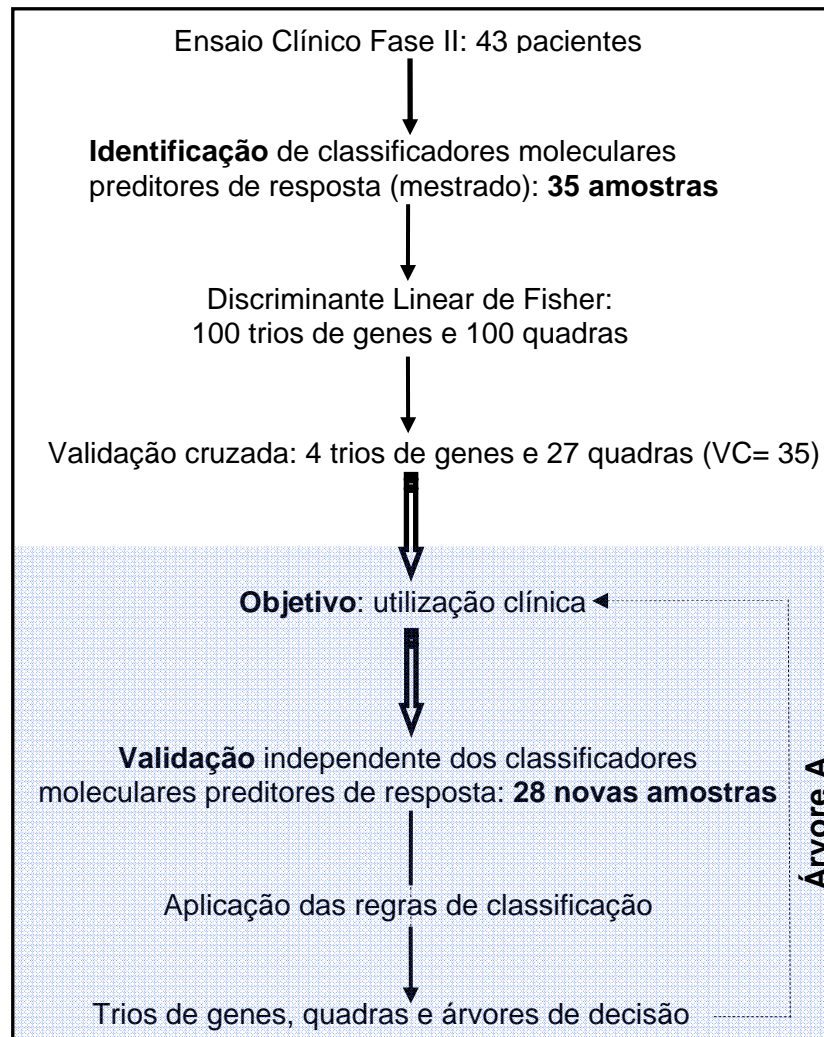 Ensaio Clínico Fase II: 43 pacientes
Identificação de classificadores moleculares
preditores de resposta (mestrado): 35 amostras
Discriminante Linear de Fisher:
100 trios de genes e 100 quadras
Validação cruzada: 4 trios de genes e 27 quadras (VC= 35)
Objetivo: utilização clínica
Validação independente dos classificadores
moleculares preditores de resposta: 28 novas amostras
Árvore A
Aplicação das regras de classificação
Trios de genes, quadras e árvores de decisão